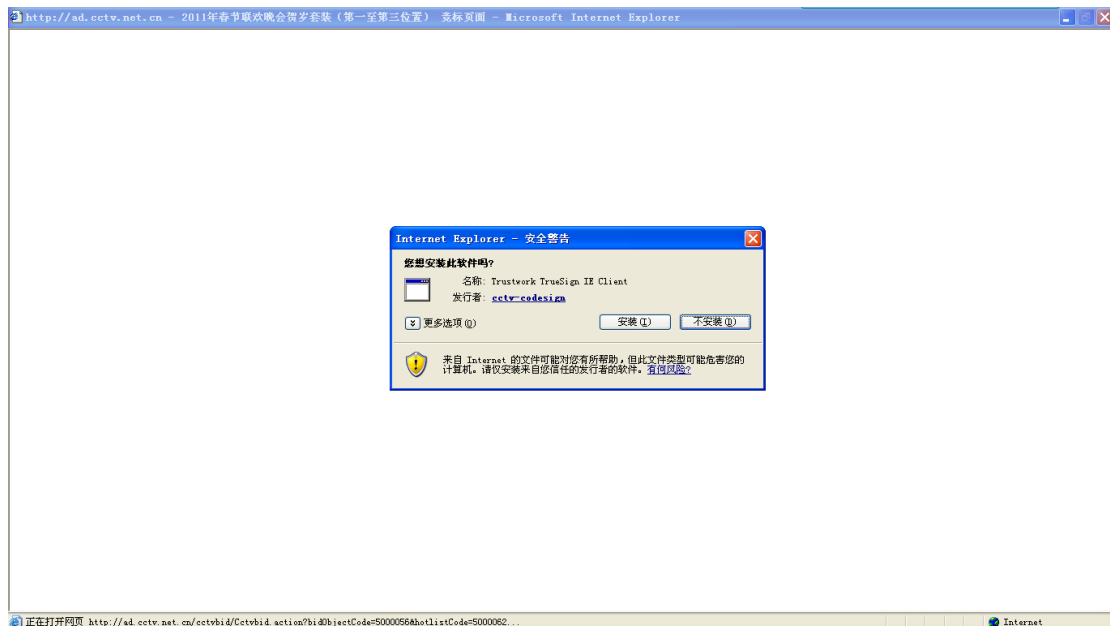 http://ad.cctv.net.cn - 2011年春节联欢晚会贺岁套装（第一至第三位置） 竞标页面 - Microsoft Internet Explorer
Internet Explorer - 安全警告
您想安装此软件吗?
名称: Trustwork TrueSign IE Client
发行者: cctv-codesign
更多选项(O)
安装(I)
不安装(D)
来自 Internet 的文件可能对您有所帮助，但此文件类型可能危害您的
计算机。请仅安装来自您信任的发行者的软件。有何风险?
正在打开网页 http://ad.cctv.net.cn/cctvbid/Cctvbid.action?bidObjectCode=5000056&hotlistCode=5000062...
Internet